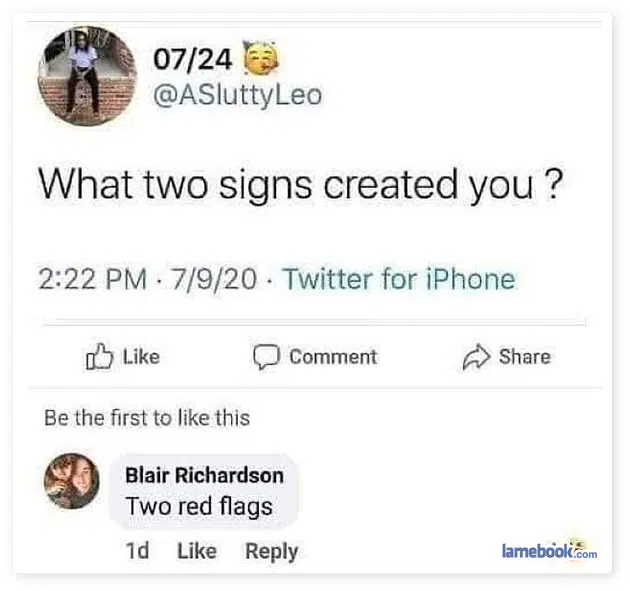 07/24 🥳
@ASluttyLeo
What two signs created you ?
2:22 PM · 7/9/20 · Twitter for iPhone
Like Comment Share
Be the first to like this
Blair Richardson
Two red flags
1d Like Reply
lamebook.com